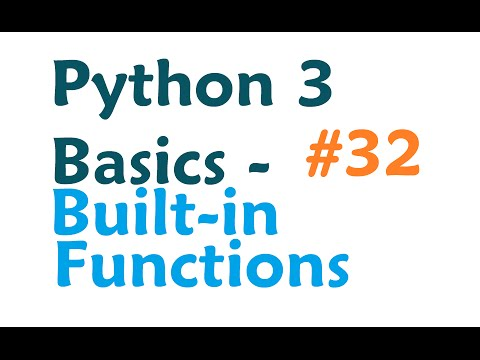 Python 3
Basics - #32
Built-in
Functions